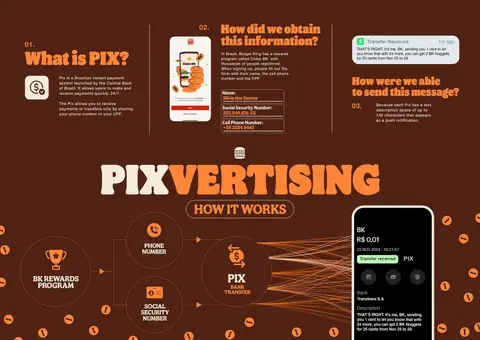 01.
What is PIX?
Pix is a Brazilian instant payment
system launched by the Central Bank
of Brazil. It allows users to make and
receive payments quickly, 24/7.
The Pix allows you to receive
payments or transfers only by sharing
your phone number or your CPF.
02.
How did we obtain
this information?
In Brazil, Burger King has a rewards
program called Clube BK, with
thousands of people registered.
When signing up, people fill out the
form with their name, the cell phone
number and the CPF.
Name:
Silvia dos Santos
Social Security Number:
Cell Phone Number:
Transfer Received
1m ago
THAT'S RIGHT. It's me, BK, sending you 1 cent to let
you know that with 24 more, you can get 2 BK Nuggets
for 25 cents from Nov 25 to 28
How were we able
to send this message?
03.
Because each Pix has a text
description space of up to
140 characters that appears
as a push notification.
PIXVERTISING
HOW IT WORKS
BK REWARDS
PROGRAM
PHONE
NUMBER
SOCIAL
SECURITY
NUMBER
PIX
BANK
TRANSFER
BK
R$ 0,01
Transfer received
PIX
Bank
Transfeera S.A
Description
THAT'S RIGHT. It's me, BK, sending
you 1 cent to let you know that with
24 more, you can get 2 BK Nuggets
for 25 cents from Nov 25 to 28.